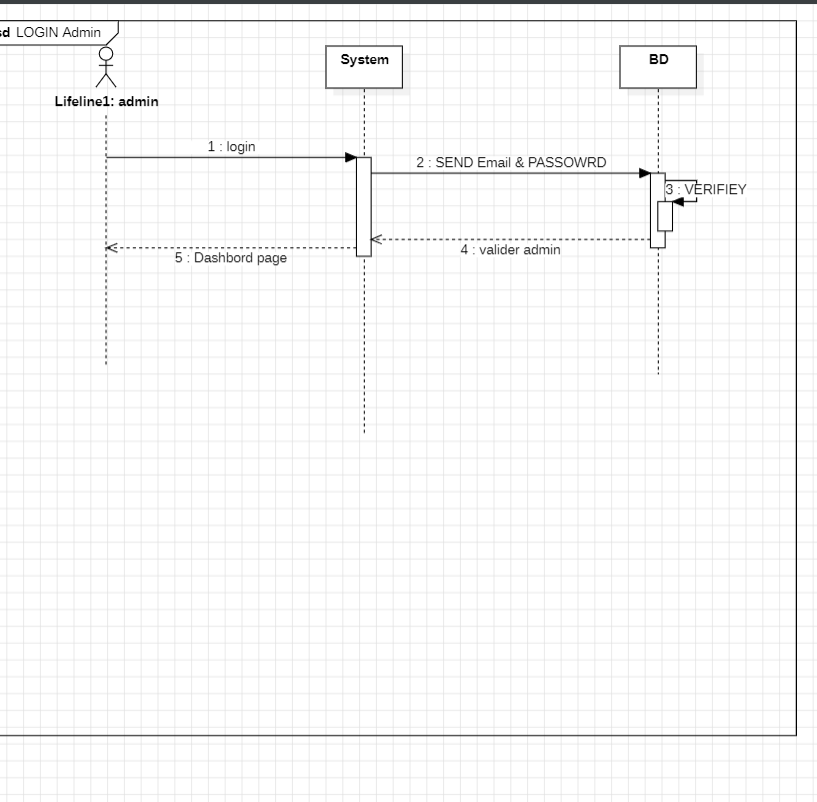 sd LOGIN Admin
System
BD
Lifeline1: admin
1 : login
2 : SEND Email & PASSOWRD
3 : VERIFIEY
4 : valider admin
5 : Dashbord page